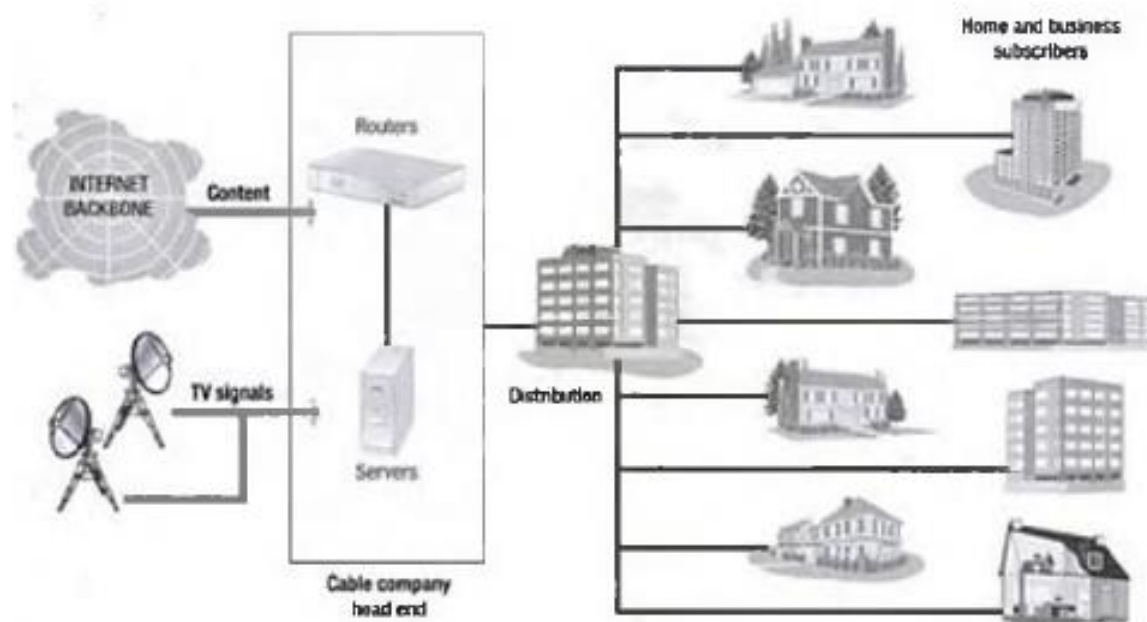 Home and business
subscribers
Routers
INTERNET
BACKBONE
Content
TV signals
Distribution
Servers
Cable company
head end